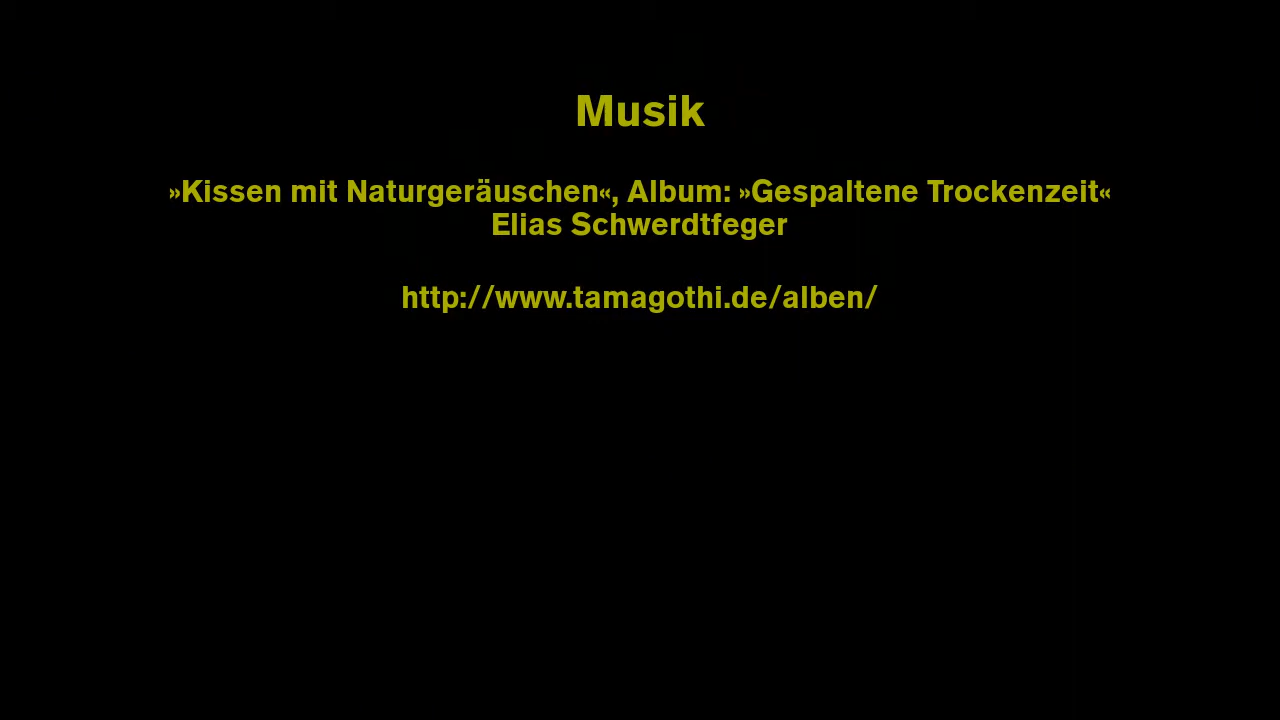 Musik
»Kissen mit Naturgeräuschen«, Album: »Gespaltene Trockenzeit«
Elias Schwerdtfeger
http://www.tamagothi.de/alben/